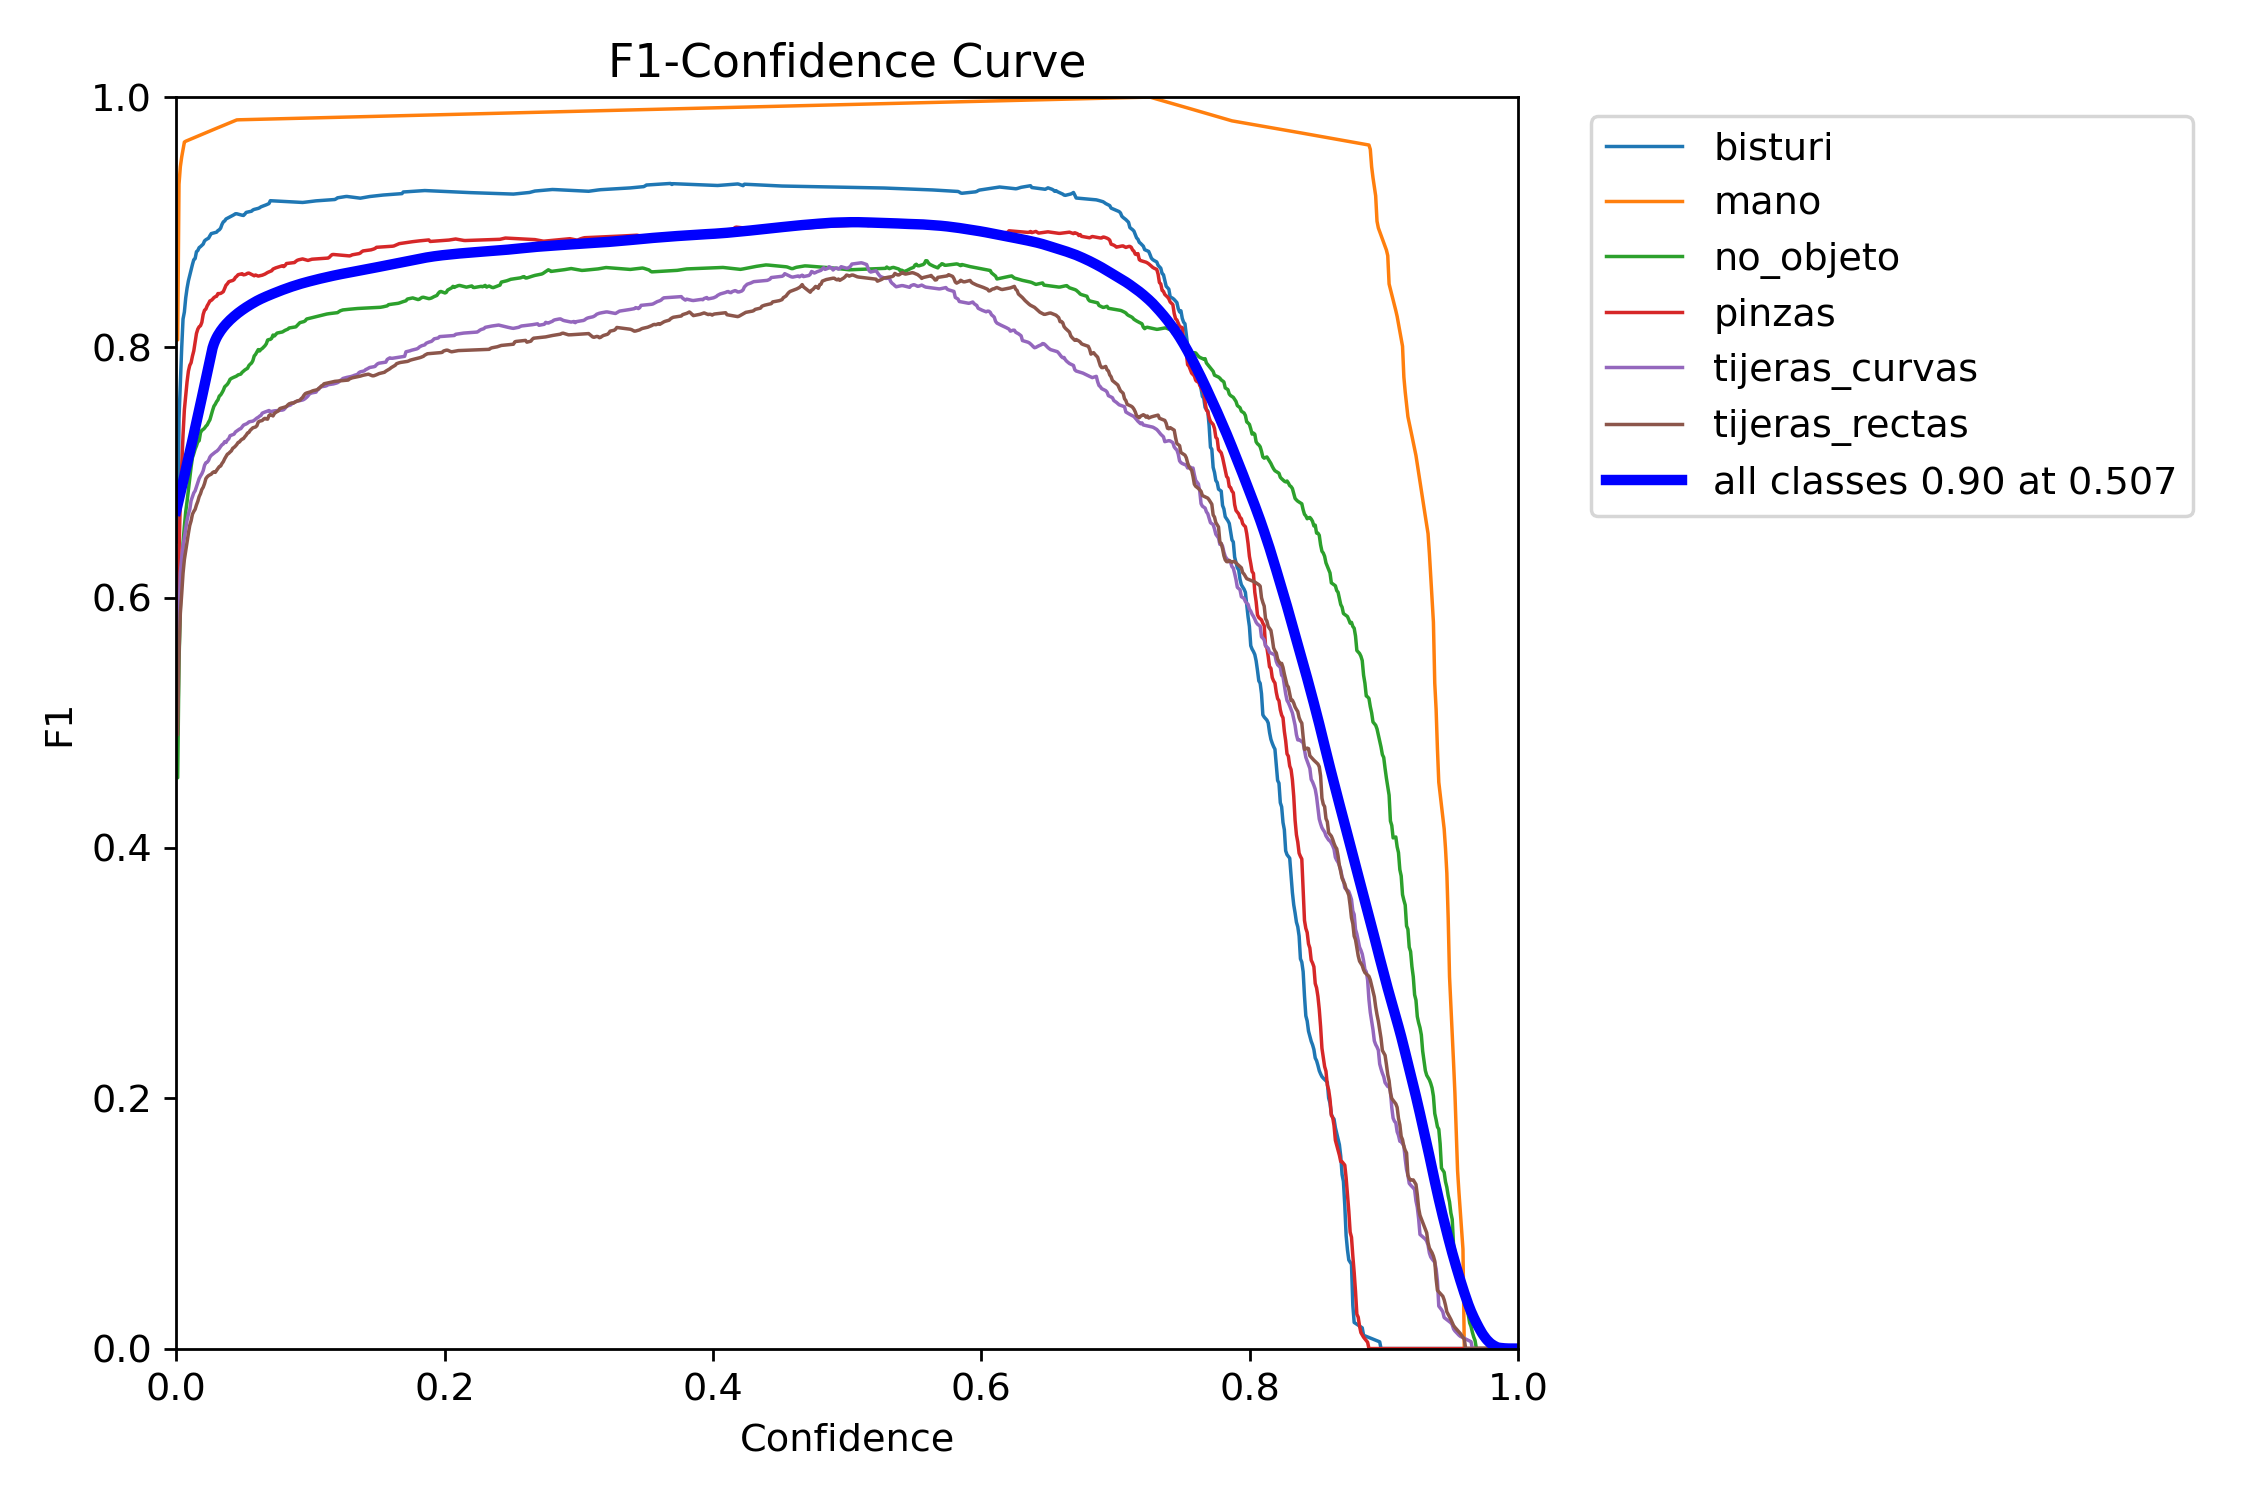 F1-Confidence Curve
1.0
0.8
0.6
0.4
0.2
0.0
F1
0.0 0.2 0.4 0.6 0.8 1.0
Confidence
bisturi
mano
no_objeto
pinzas
tijeras_curvas
tijeras_rectas
all classes 0.90 at 0.507